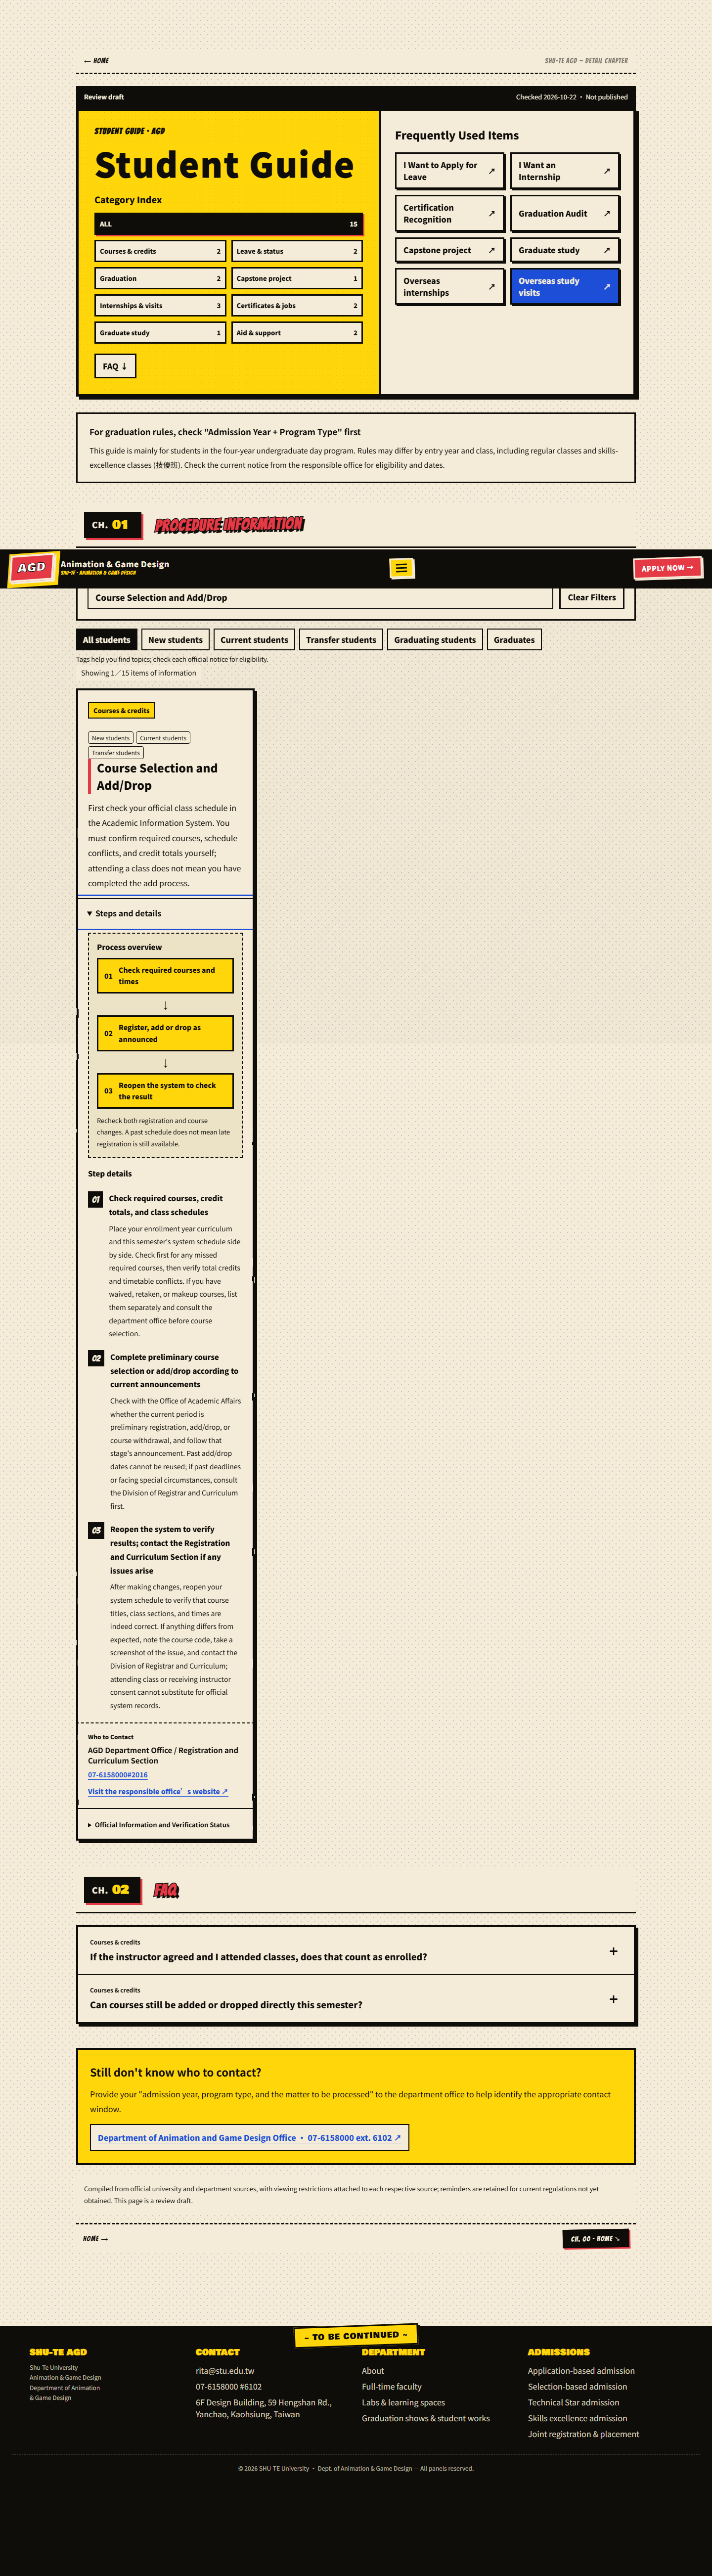 ← HOME
SHU-TE AGD — DETAIL CHAPTER
Review draft
Checked 2026-10-22 · Not published
STUDENT GUIDE · AGD
Student Guide
Category Index
ALL 15
Courses & credits 2
Leave & status 2
Graduation 2
Capstone project 1
Internships & visits 3
Certificates & jobs 2
Graduate study 1
Aid & support 2
FAQ ↓
Frequently Used Items
I Want to Apply for
Leave ↗
I Want an
Internship ↗
Certification
Recognition ↗
Graduation Audit ↗
Capstone project ↗
Graduate study ↗
Overseas
internships ↗
Overseas study
visits ↗
For graduation rules, check "Admission Year + Program Type" first
This guide is mainly for students in the four-year undergraduate day program. Rules may differ by entry year and class, including regular classes and skills-
excellence classes (技優班). Check the current notice from the responsible office for eligibility and dates.
CH. 01
PROCEDURE INFORMATION
AGD
Animation & Game Design
SHU-TE · ANIMATION & GAME DESIGN
APPLY NOW →
Course Selection and Add/Drop
Clear Filters
All students
New students
Current students
Transfer students
Graduating students
Graduates
Tags help you find topics; check each official notice for eligibility.
Showing 1／15 items of information
Courses & credits
New students
Current students
Transfer students
Course Selection and
Add/Drop
First check your official class schedule in
the Academic Information System. You
must confirm required courses, schedule
conflicts, and credit totals yourself;
attending a class does not mean you have
completed the add process.
▼ Steps and details
Process overview
01 Check required courses and
times
↓
02 Register, add or drop as
announced
↓
03 Reopen the system to check
the result
Recheck both registration and course
changes. A past schedule does not mean late
registration is still available.
Step details
01 Check required courses, credit
totals, and class schedules
Place your enrollment year curriculum
and this semester's system schedule side
by side. Check first for any missed
required courses, then verify total credits
and timetable conflicts. If you have
waived, retaken, or makeup courses, list
them separately and consult the
department office before course
selection.
02 Complete preliminary course
selection or add/drop according to
current announcements
Check with the Office of Academic Affairs
whether the current period is
preliminary registration, add/drop, or
course withdrawal, and follow that
stage's announcement. Past add/drop
dates cannot be reused; if past deadlines
or facing special circumstances, consult
the Division of Registrar and Curriculum
first.
03 Reopen the system to verify
results; contact the Registration
and Curriculum Section if any
issues arise
After making changes, reopen your
system schedule to verify that course
titles, class sections, and times are
indeed correct. If anything differs from
expected, note the course code, take a
screenshot of the issue, and contact the
Division of Registrar and Curriculum;
attending class or receiving instructor
consent cannot substitute for official
system records.
Who to Contact
AGD Department Office / Registration and
Curriculum Section
07-6158000#2016
Visit the responsible office's website ↗
▶ Official Information and Verification Status
CH. 02
FAQ
Courses & credits
If the instructor agreed and I attended classes, does that count as enrolled?
+
Courses & credits
Can courses still be added or dropped directly this semester?
+
Still don't know who to contact?
Provide your "admission year, program type, and the matter to be processed" to the department office to help identify the appropriate contact
window.
Department of Animation and Game Design Office · 07-6158000 ext. 6102 ↗
Compiled from official university and department sources, with viewing restrictions attached to each respective source; reminders are retained for current regulations not yet
obtained. This page is a review draft.
HOME →
CH. 00 · HOME ↘
~ TO BE CONTINUED ~
SHU-TE AGD
Shu-Te University
Animation & Game Design
Department of Animation
& Game Design
CONTACT
rita@stu.edu.tw
07-6158000 #6102
6F Design Building, 59 Hengshan Rd.,
Yanchao, Kaohsiung, Taiwan
DEPARTMENT
About
Full-time faculty
Labs & learning spaces
Graduation shows & student works
ADMISSIONS
Application-based admission
Selection-based admission
Technical Star admission
Skills excellence admission
Joint registration & placement
© 2026 SHU-TE University · Dept. of Animation & Game Design — All panels reserved.